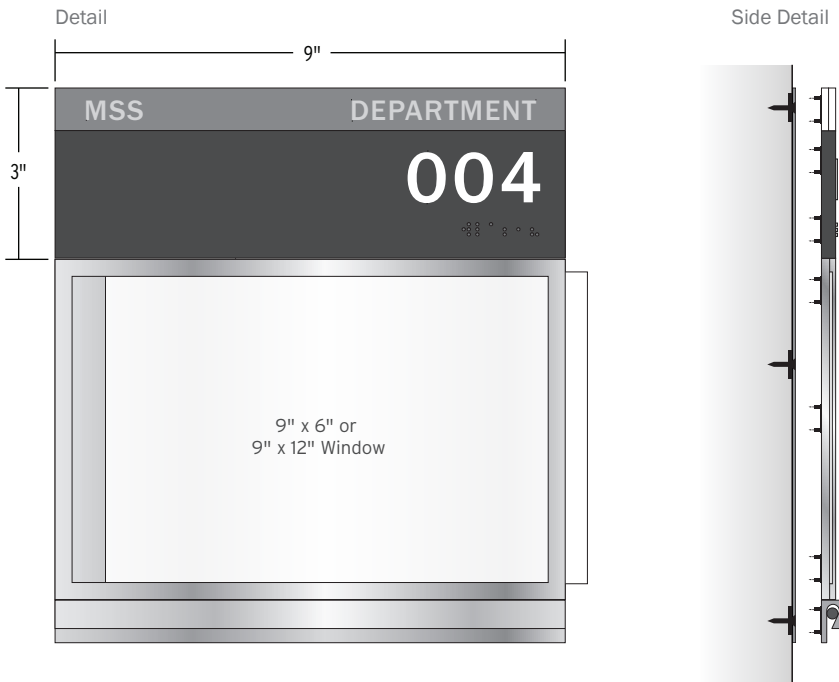 Detail
Side Detail
9"
MSS DEPARTMENT
3"
004
9" x 6" or
9" x 12" Window